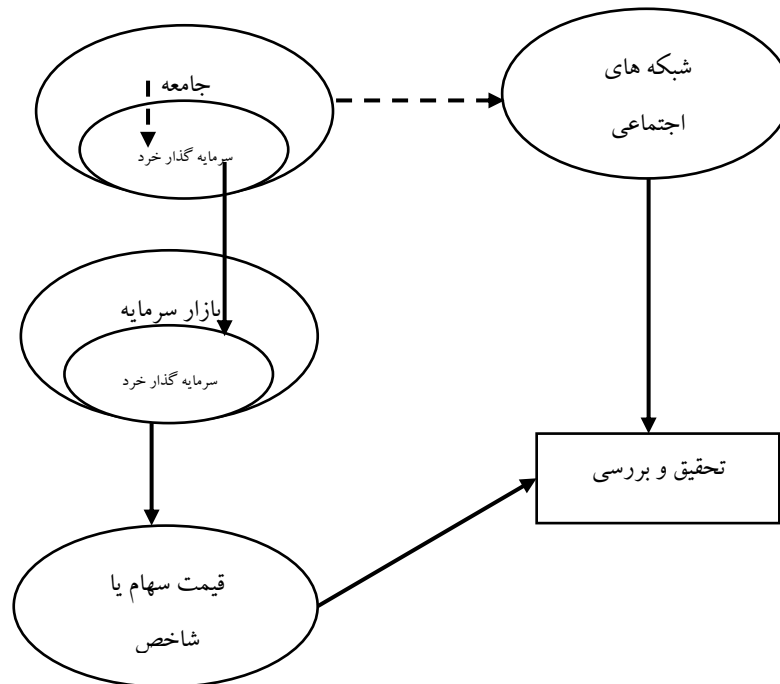 جامعه
سرمایه گذار خرد
شبکه های
اجتماعی
بازار سرمایه
سرمایه گذار خرد
تحقیق و بررسی
قیمت سهام یا
شاخص